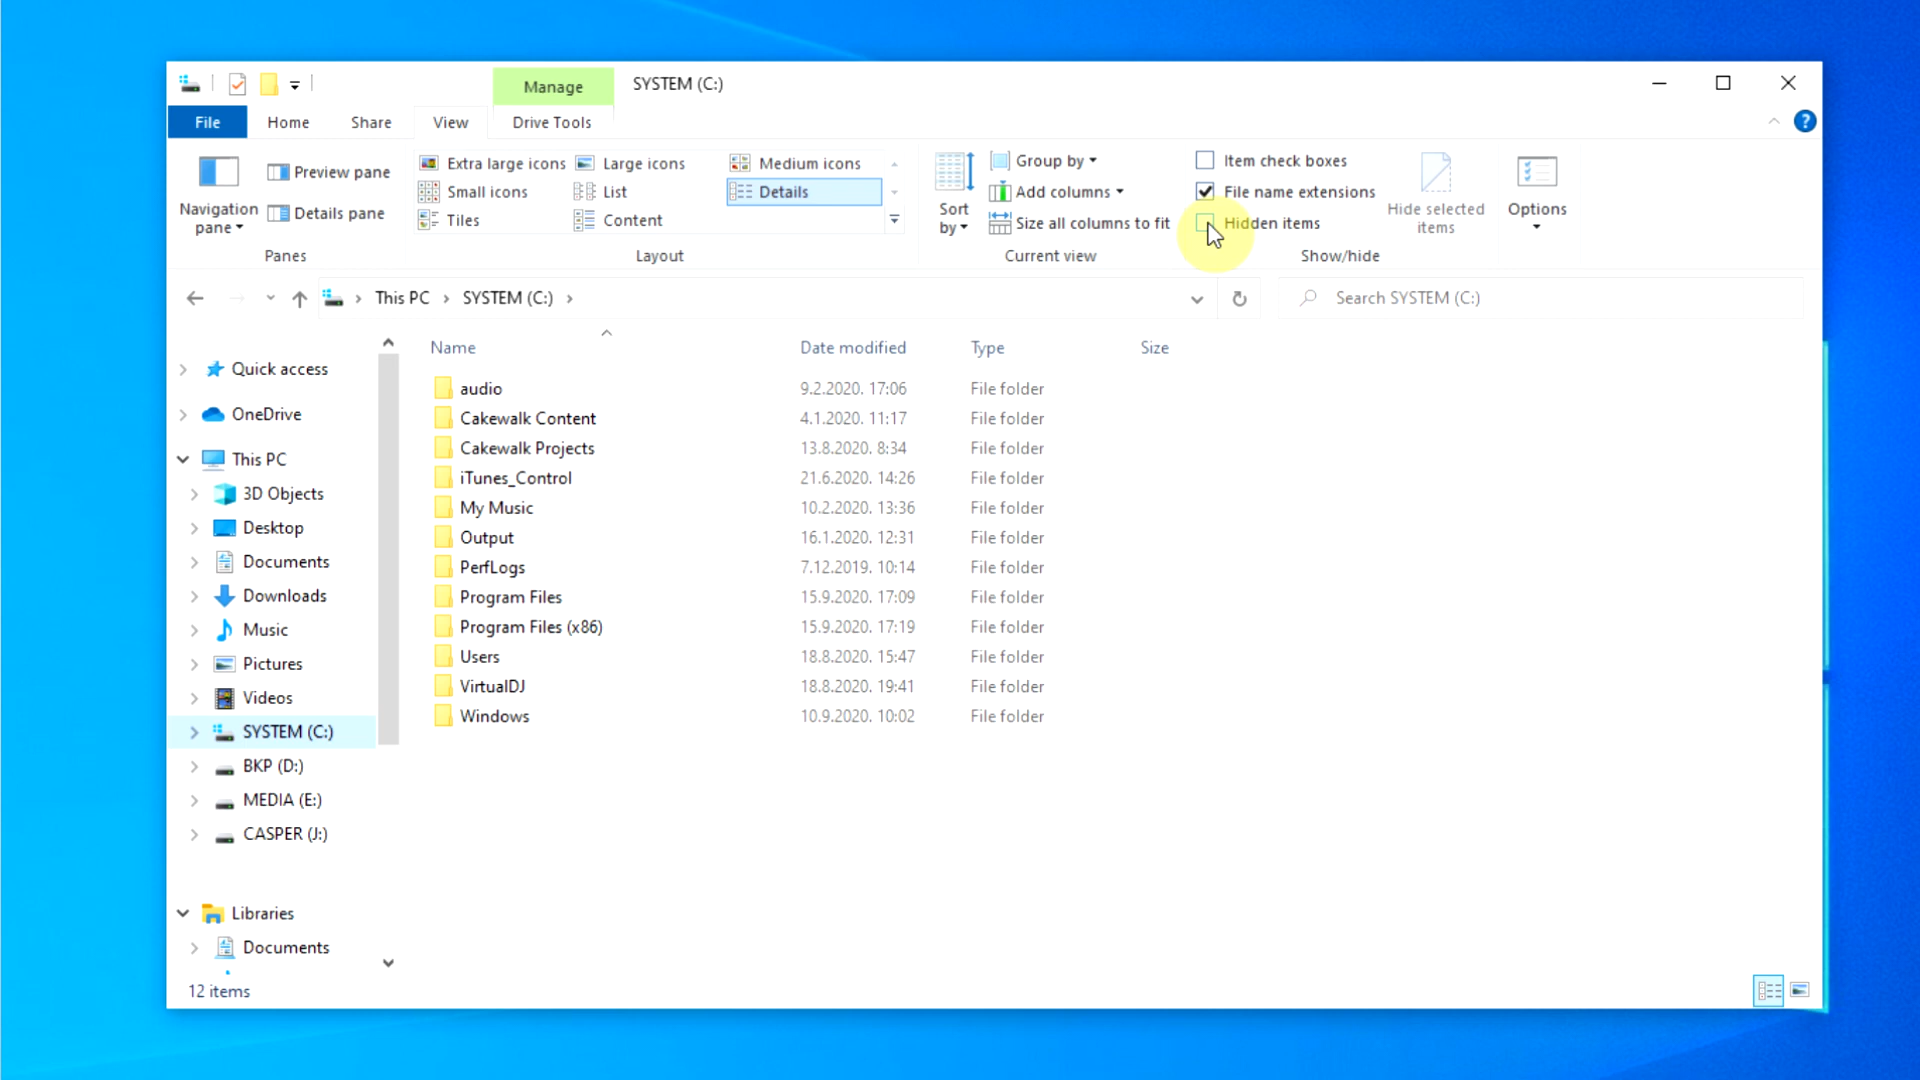 Manage
SYSTEM (C:)
File
Home
Share
View
Drive Tools
Navigation pane
Preview pane
Details pane
Panes
Extra large icons
Large icons
Medium icons
Small icons
List
Details
Tiles
Content
Layout
Sort by
Group by
Add columns
Size all columns to fit
Current view
Item check boxes
File name extensions
Hidden items
Show/hide
Hide selected items
Options
This PC > SYSTEM (C:) >
Search SYSTEM (C:)
Quick access
OneDrive
This PC
3D Objects
Desktop
Documents
Downloads
Music
Pictures
Videos
SYSTEM (C:)
BKP (D:)
MEDIA (E:)
CASPER (J:)
Libraries
Documents
Name Date modified Type Size
audio 9.2.2020. 17:06 File folder
Cakewalk Content 4.1.2020. 11:17 File folder
Cakewalk Projects 13.8.2020. 8:34 File folder
iTunes_Control 21.6.2020. 14:26 File folder
My Music 10.2.2020. 13:36 File folder
Output 16.1.2020. 12:31 File folder
PerfLogs 7.12.2019. 10:14 File folder
Program Files 15.9.2020. 17:09 File folder
Program Files (x86) 15.9.2020. 17:19 File folder
Users 18.8.2020. 15:47 File folder
VirtualDJ 18.8.2020. 19:41 File folder
Windows 10.9.2020. 10:02 File folder
12 items